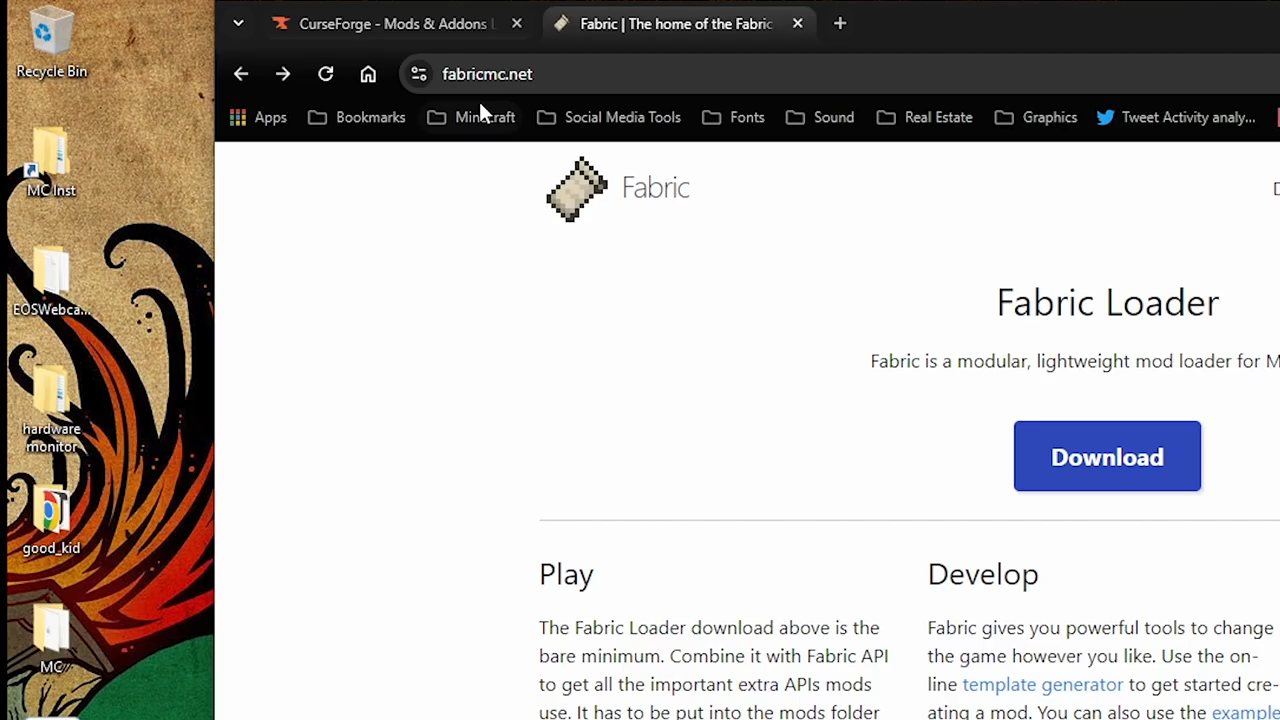 Recycle Bin
MC Inst
EOSWebca...
hardware
monitor
good_kid
MC
CurseForge - Mods & Addons
Fabric | The home of the Fabric
fabricmc.net
Apps
Bookmarks
Minecraft
Social Media Tools
Fonts
Sound
Real Estate
Graphics
Tweet Activity analy...
Fabric
Fabric Loader
Fabric is a modular, lightweight mod loader for M
Download
Play
The Fabric Loader download above is the
bare minimum. Combine it with Fabric API
to get all the important extra APIs mods
use. It has to be put into the mods folder
Develop
Fabric gives you powerful tools to change
the game however you like. Use the on-
line template generator to get started cre-
ating a mod. You can also use the example